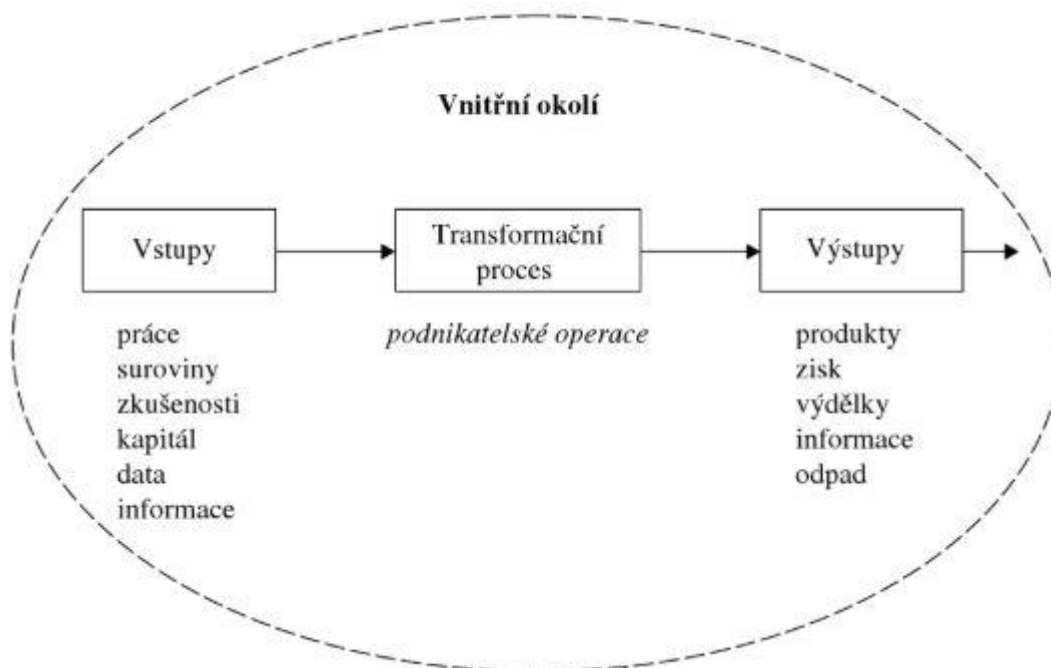 Vnitřní okolí
Vstupy
Transformační
proces
Výstupy
práce
suroviny
zkušenosti
kapitál
data
informace
podnikatelské operace
produkty
zisk
výdělky
informace
odpad